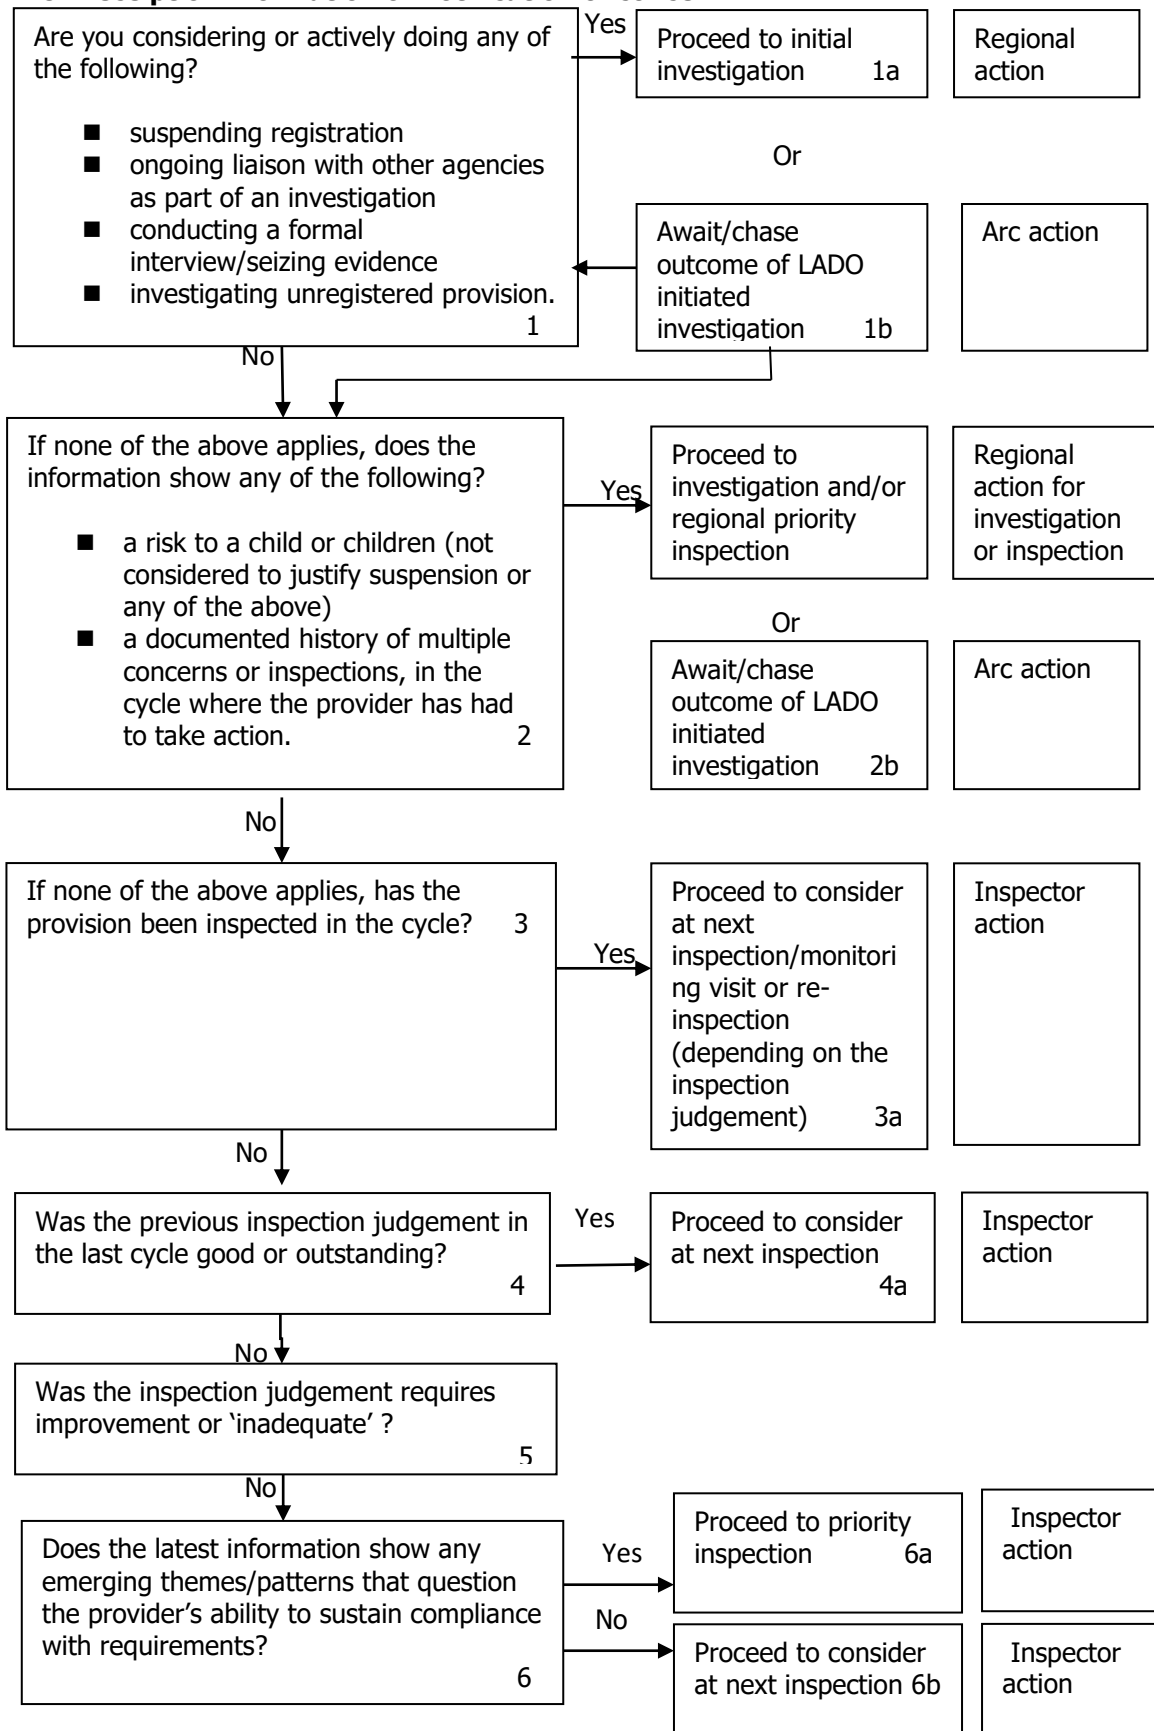 Are you considering or actively doing any of
the following?
■ suspending registration
■ ongoing liaison with other agencies
as part of an investigation
■ conducting a formal
interview/seizing evidence
■ investigating unregistered provision.
1
Yes
Proceed to initial
investigation 1a
Regional
action
Or
Await/chase
outcome of LADO
initiated
investigation 1b
Arc action
No
If none of the above applies, does the
information show any of the following?
■ a risk to a child or children (not
considered to justify suspension or
any of the above)
■ a documented history of multiple
concerns or inspections, in the
cycle where the provider has had
to take action. 2
Yes
Proceed to
investigation and/or
regional priority
inspection
Regional
action for
investigation
or inspection
Or
Await/chase
outcome of LADO
initiated
investigation 2b
Arc action
No
If none of the above applies, has the
provision been inspected in the cycle? 3
Yes
Proceed to consider
at next
inspection/monitori
ng visit or re-
inspection
(depending on the
inspection
judgement) 3a
Inspector
action
No
Was the previous inspection judgement in
the last cycle good or outstanding?
4
Yes
Proceed to consider
at next inspection
4a
Inspector
action
No
Was the inspection judgement requires
improvement or ‘inadequate’ ?
5
No
Does the latest information show any
emerging themes/patterns that question
the provider’s ability to sustain compliance
with requirements?
6
Yes
Proceed to priority
inspection 6a
Inspector
action
No
Proceed to consider
at next inspection 6b
Inspector
action